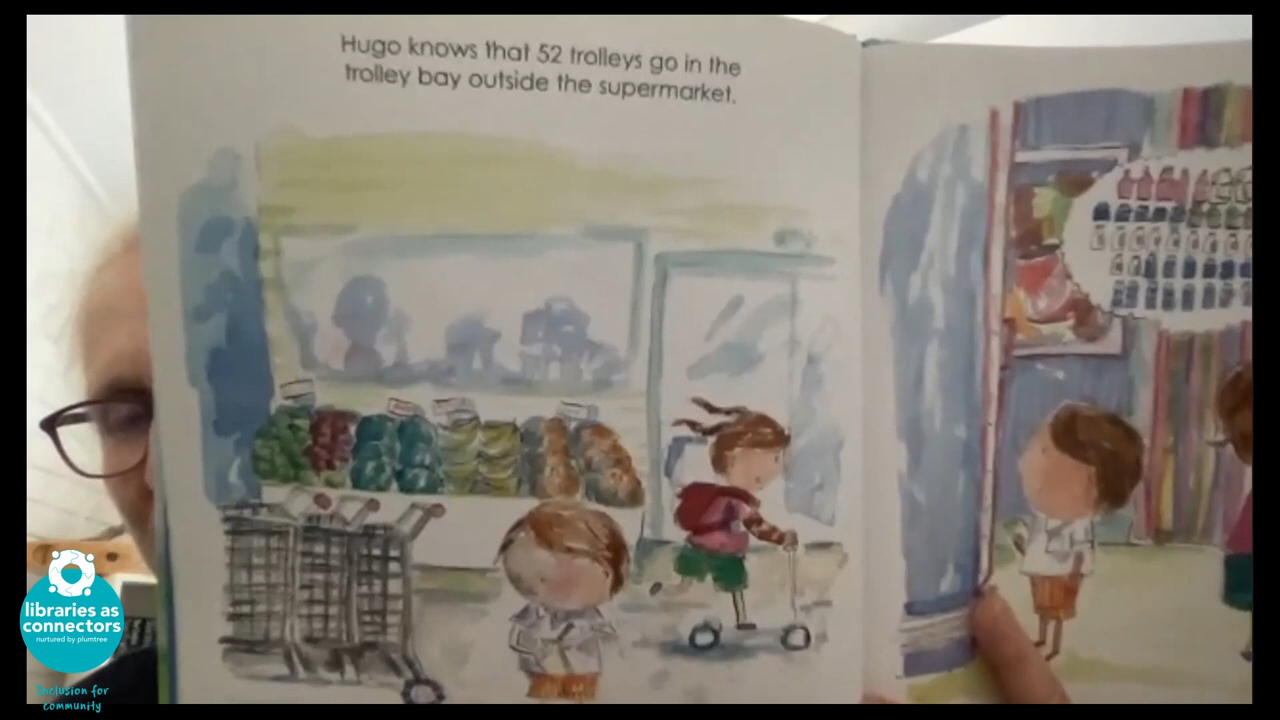 Hugo knows that 52 trolleys go in the
trolley bay outside the supermarket.
libraries as
connectors
nurtured by plumtree
Inclusion for
community